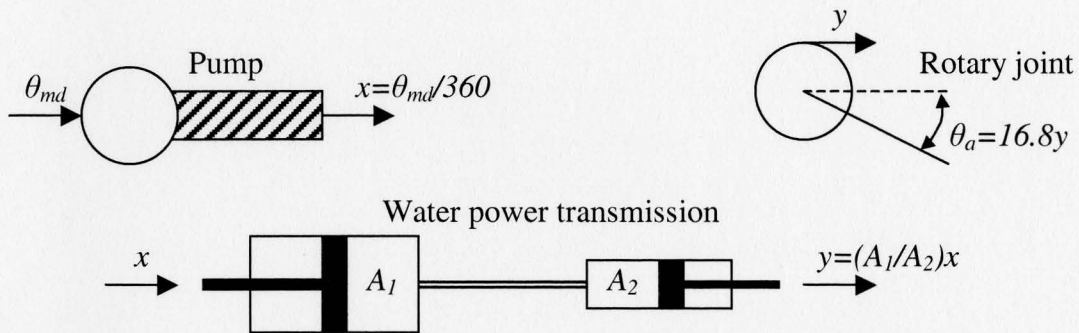 Pump
θmd
x=θmd/360
y
Rotary joint
θa=16.8y
Water power transmission
x
A1
A2
y=(A1/A2)x